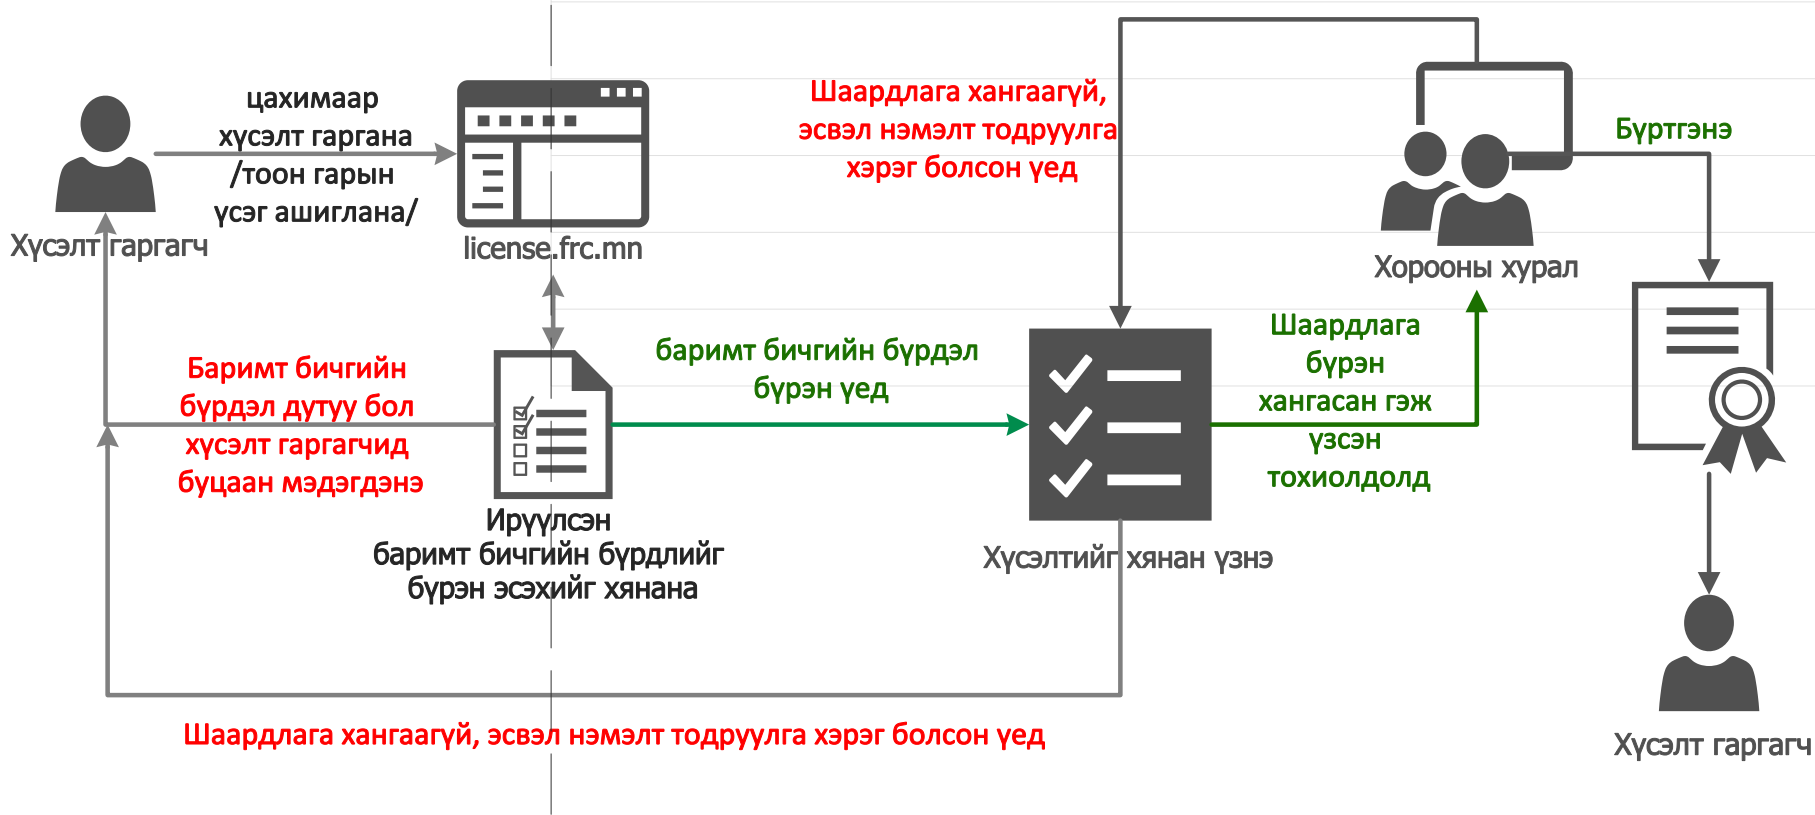 цахимаар
хүсэлт гаргана
/тоон гарын
үсэг ашиглана/
Хүсэлт гаргагч
license.frc.mn
Шаардлага хангаагүй,
эсвэл нэмэлт тодруулга
хэрэг болсон үед
Бүртгэнэ
Хорооны хурал
Баримт бичгийн
бүрдэл дутуу бол
хүсэлт гаргагчид
буцаан мэдэгдэнэ
баримт бичгийн бүрдэл
бүрэн үед
Шаардлага
бүрэн
хангасан гэж
үзсэн
тохиолдолд
Ирүүлсэн
баримт бичгийн бүрдлийг
бүрэн эсэхийг хянана
Хүсэлтийг хянан үзнэ
Шаардлага хангаагүй, эсвэл нэмэлт тодруулга хэрэг болсон үед
Хүсэлт гаргагч